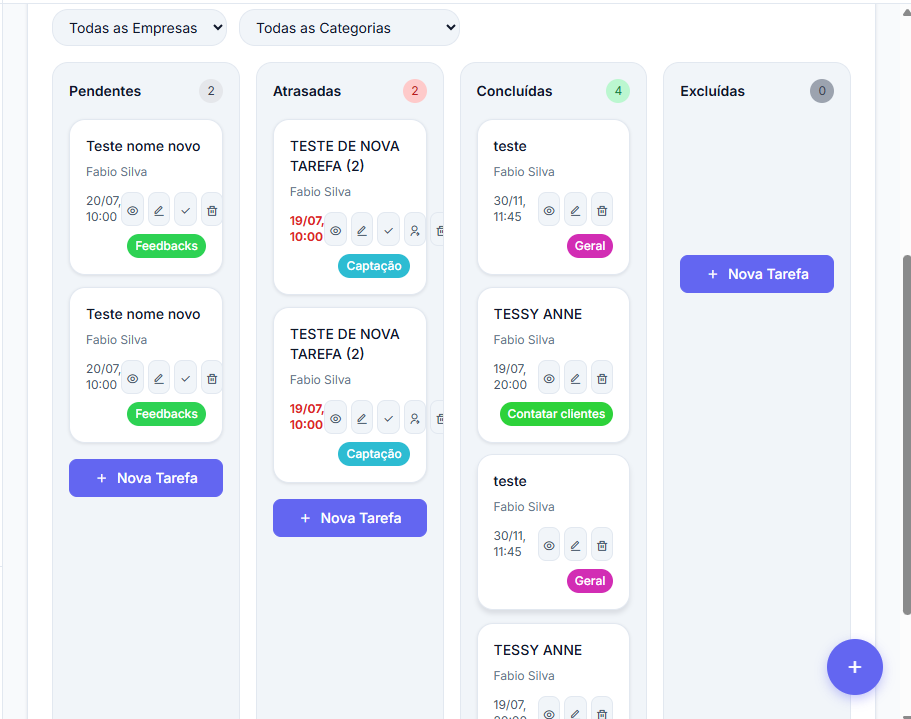 Todas as Empresas
Todas as Categorias
Pendentes
2
Teste nome novo
Fabio Silva
20/07,
10:00
Feedbacks
Teste nome novo
Fabio Silva
20/07,
10:00
Feedbacks
+ Nova Tarefa
Atrasadas
2
TESTE DE NOVA
TAREFA (2)
Fabio Silva
19/07,
10:00
Captação
TESTE DE NOVA
TAREFA (2)
Fabio Silva
19/07,
10:00
Captação
+ Nova Tarefa
Concluídas
4
teste
Fabio Silva
30/11,
11:45
Geral
TESSY ANNE
Fabio Silva
19/07,
20:00
Contatar clientes
teste
Fabio Silva
30/11,
11:45
Geral
TESSY ANNE
Fabio Silva
19/07,
Excluídas
0
+ Nova Tarefa
+